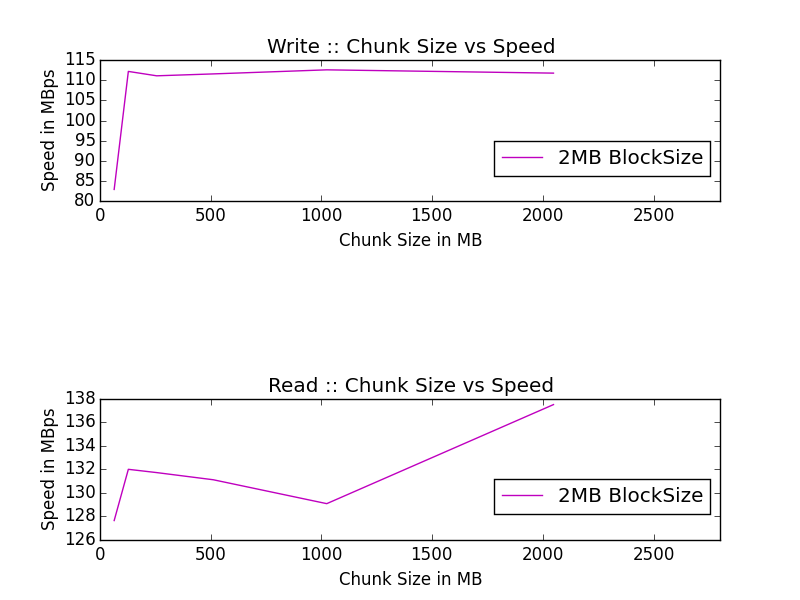 Write :: Chunk Size vs Speed
115
110
105
100
95
90
85
80
Speed in MBps
2MB BlockSize
0 500 1000 1500 2000 2500
Chunk Size in MB
Read :: Chunk Size vs Speed
138
136
134
132
130
128
126
Speed in MBps
2MB BlockSize
0 500 1000 1500 2000 2500
Chunk Size in MB